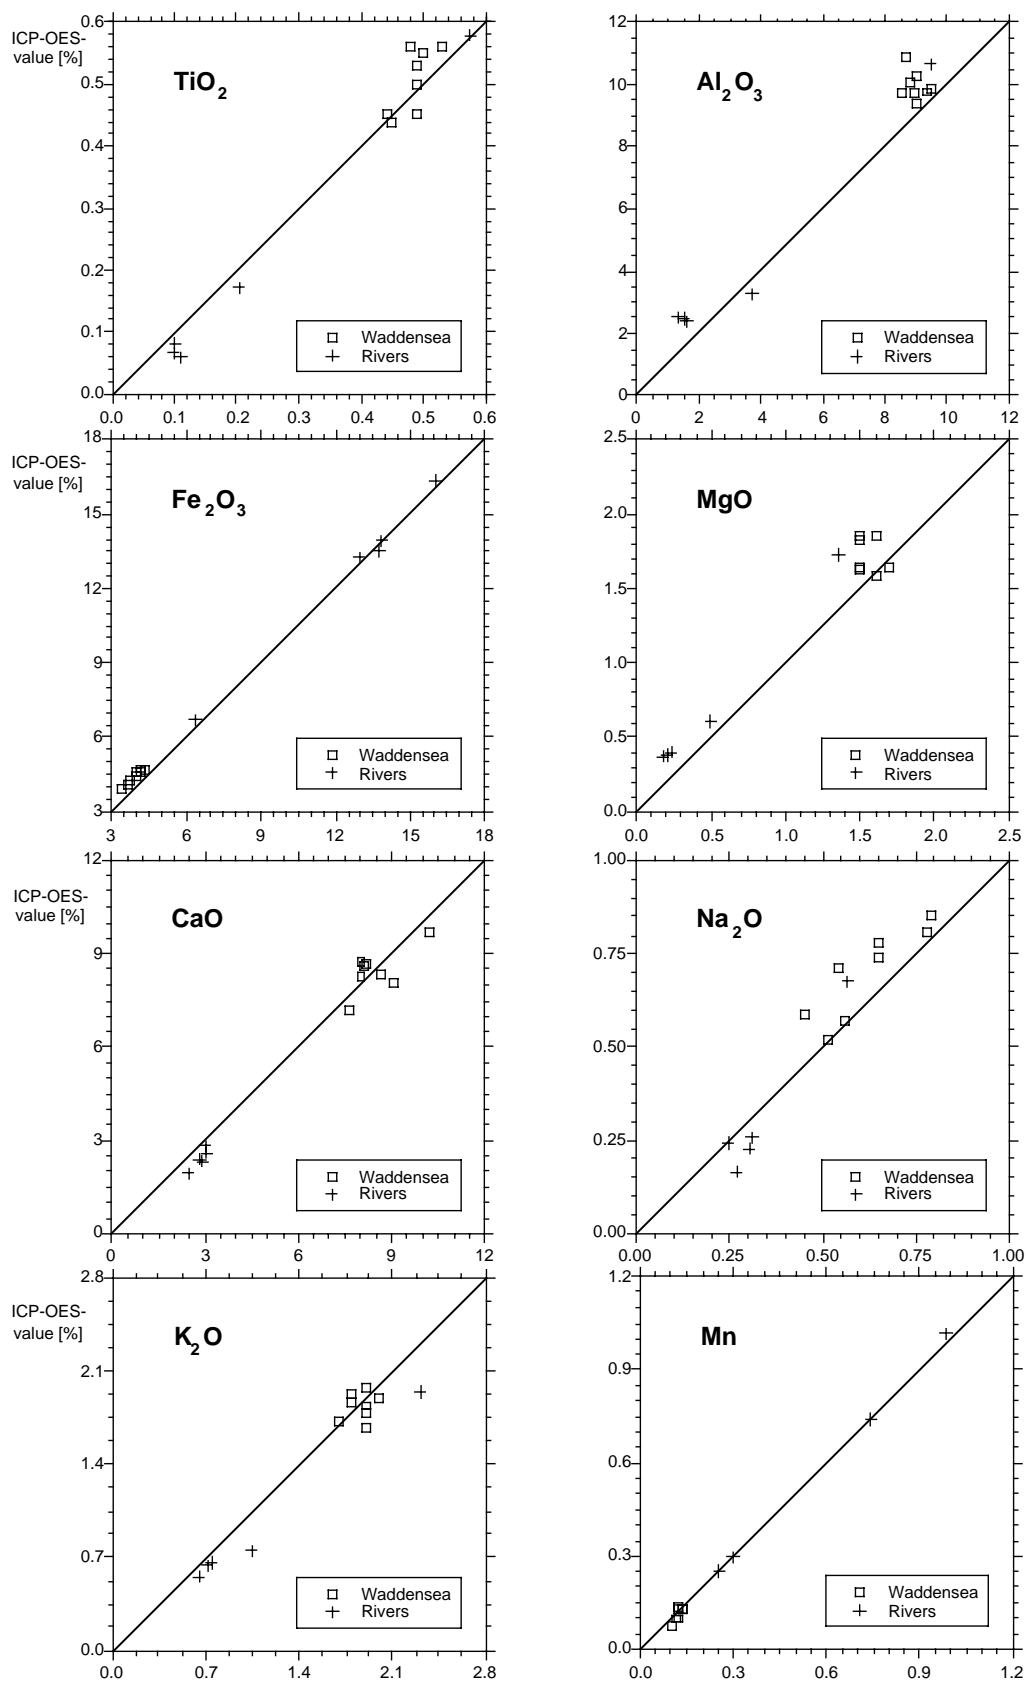 ICP-OES-
value [%]
TiO2
0.6
0.5
0.4
0.3
0.2
0.1
0.0
Waddensea
Rivers
0.0 0.1 0.2 0.3 0.4 0.5 0.6
Al2O3
12
10
8
6
4
2
0
Waddensea
Rivers
0 2 4 6 8 10 12
ICP-OES-
value [%]
Fe2O3
18
15
12
9
6
3
Waddensea
Rivers
3 6 9 12 15 18
MgO
2.5
2.0
1.5
1.0
0.5
0.0
Waddensea
Rivers
0.0 0.5 1.0 1.5 2.0 2.5
ICP-OES-
value [%]
CaO
12
9
6
3
0
Waddensea
Rivers
0 3 6 9 12
Na2O
1.00
0.75
0.50
0.25
0.00
Waddensea
Rivers
0.00 0.25 0.50 0.75 1.00
ICP-OES-
value [%]
K2O
2.8
2.1
1.4
0.7
0.0
Waddensea
Rivers
0.0 0.7 1.4 2.1 2.8
Mn
1.2
0.9
0.6
0.3
0.0
Waddensea
Rivers
0.0 0.3 0.6 0.9 1.2